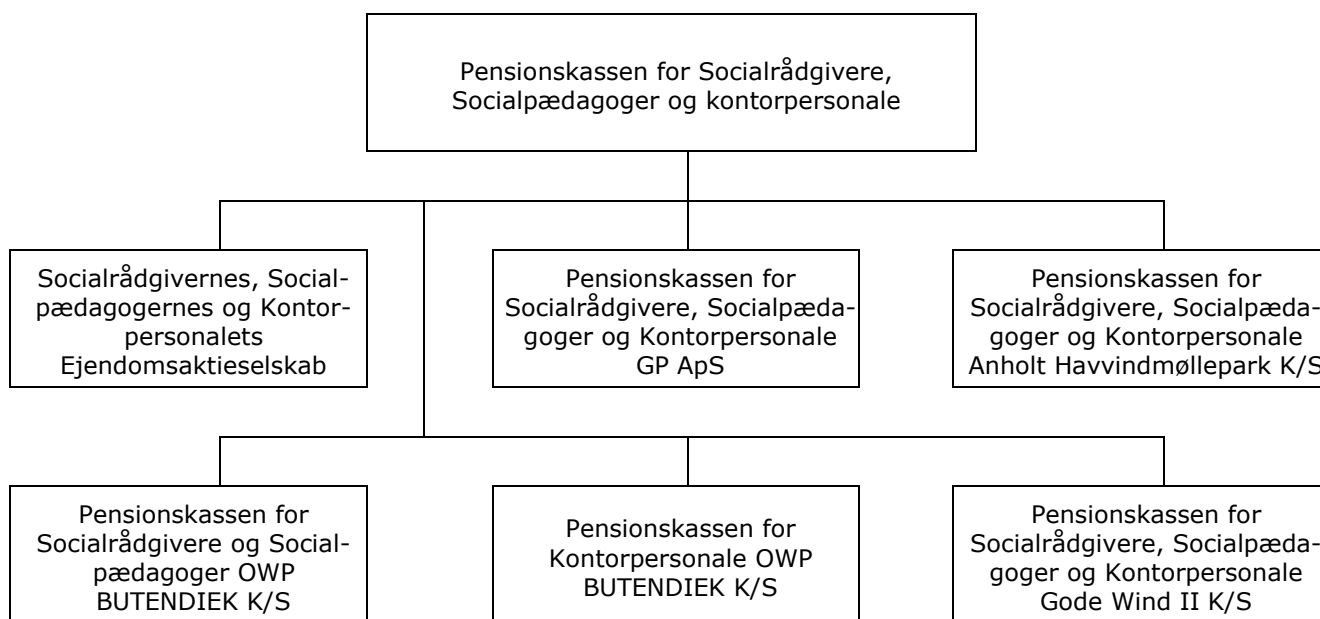 Pensionskassen for Socialrådgivere,
Socialpædagoger og kontorpersonale
Socialrådgivernes, Social-
pædagogernes og Kontor-
personalets
Ejendomsaktieselskab
Pensionskassen for
Socialrådgivere, Socialpæda-
goger og Kontorpersonale
GP ApS
Pensionskassen for
Socialrådgivere, Socialpæda-
goger og Kontorpersonale
Anholt Havvindmøllepark K/S
Pensionskassen for
Socialrådgivere og Social-
pædagoger OWP
BUTENDIEK K/S
Pensionskassen for
Kontorpersonale OWP
BUTENDIEK K/S
Pensionskassen for
Socialrådgivere, Socialpæda-
goger og Kontorpersonale
Gode Wind II K/S